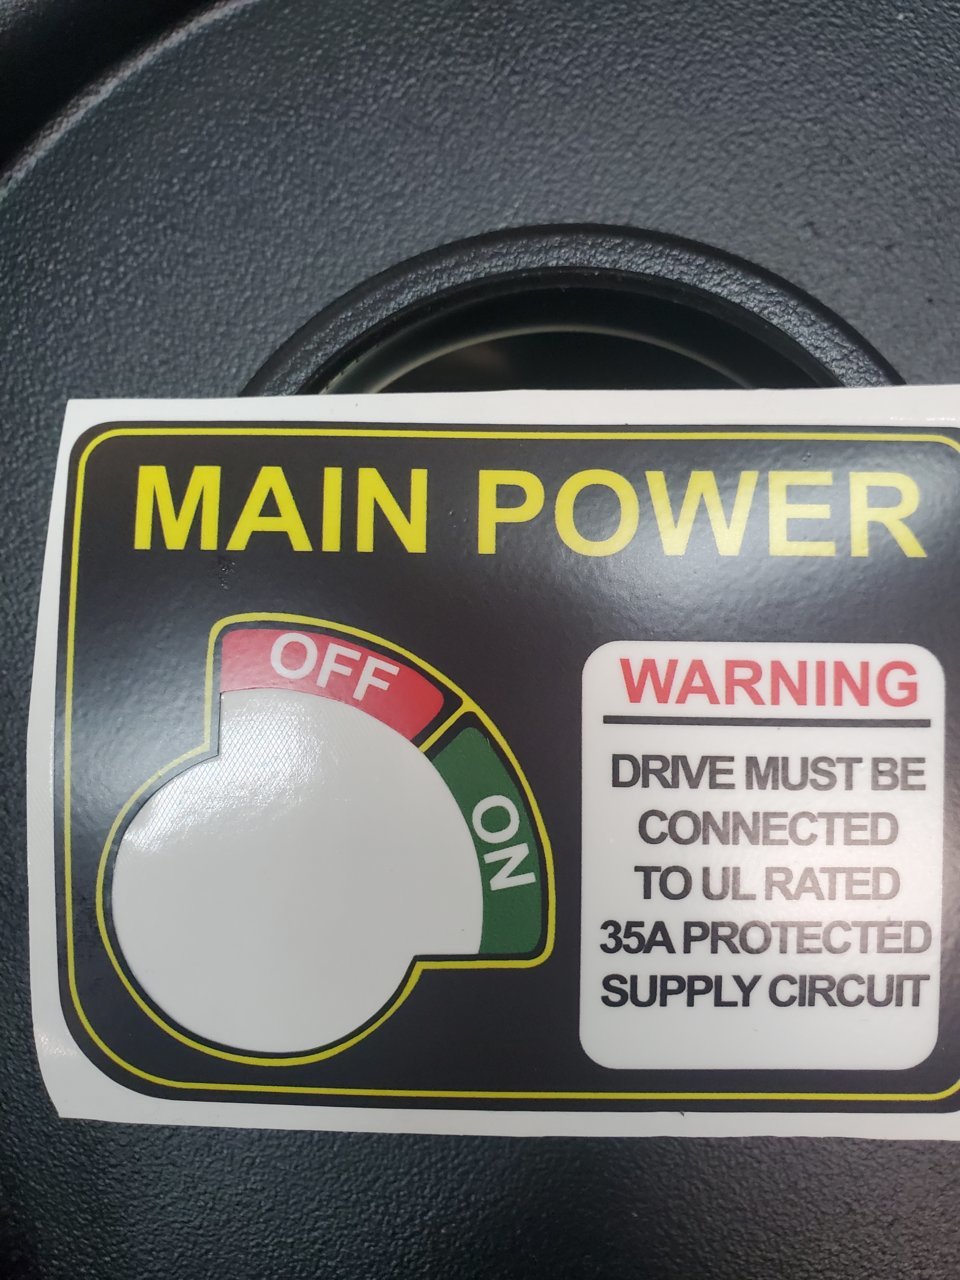 MAIN POWER
OFF
ON
WARNING
DRIVE MUST BE
CONNECTED
TO UL RATED
35A PROTECTED
SUPPLY CIRCUIT